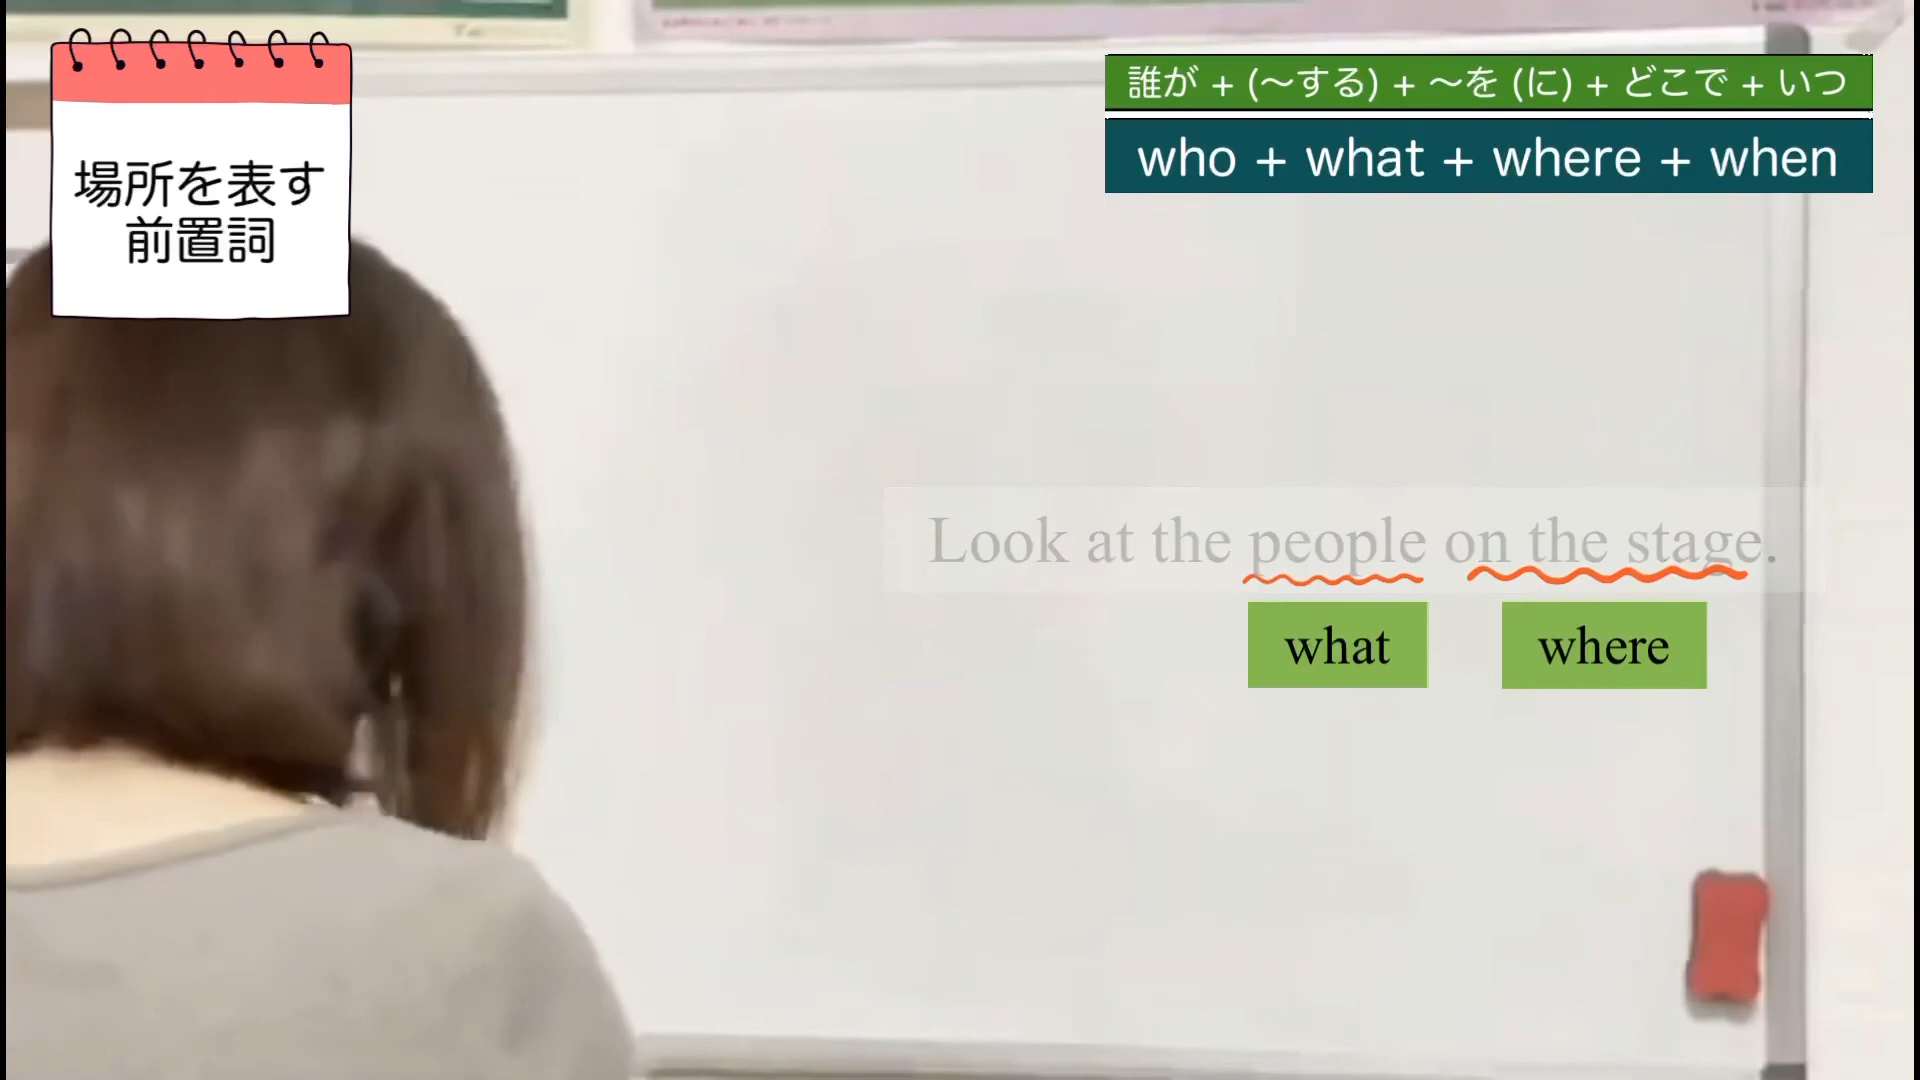 場所を表す
前置詞
誰が + (〜する) + 〜を (に) + どこで + いつ
who + what + where + when
Look at the people on the stage.
what
where